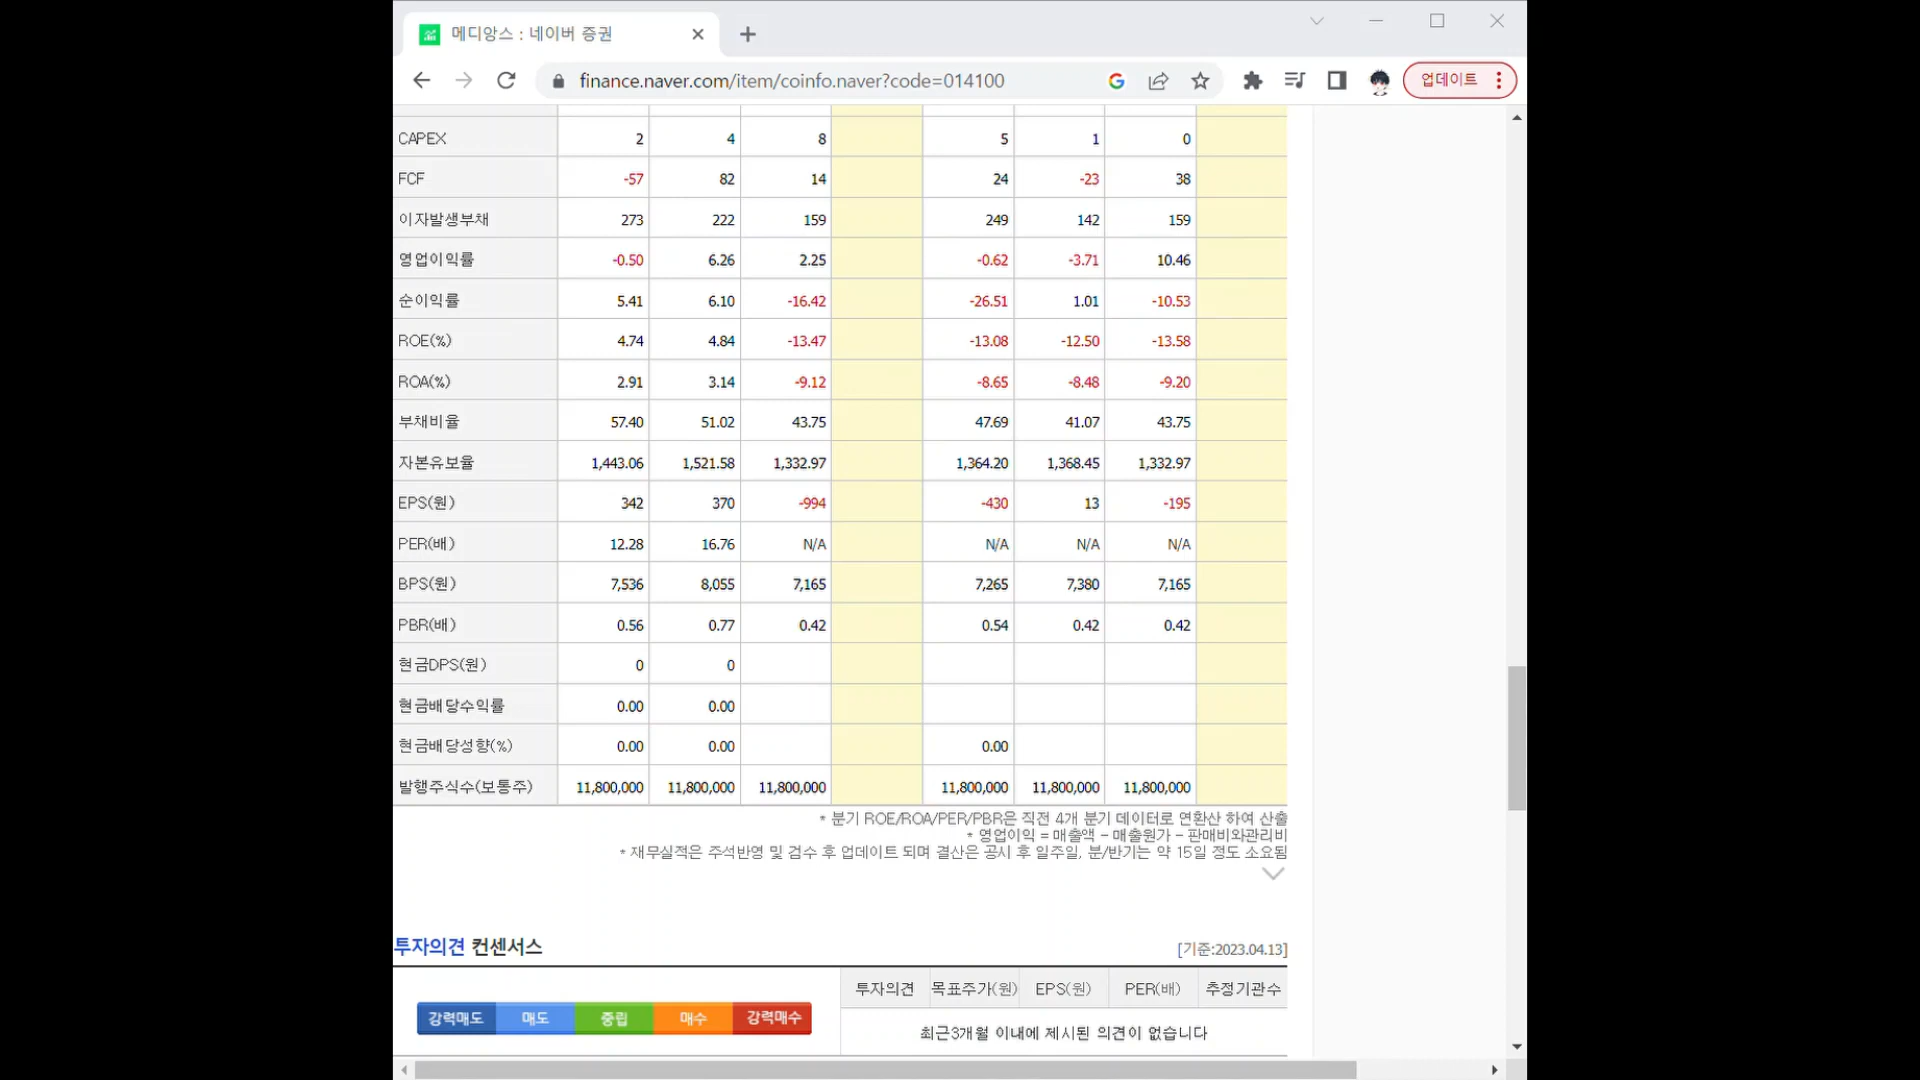 메디앙스 : 네이버 증권
finance.naver.com/item/coinfo.naver?code=014100
업데이트
CAPEX 2 4 8 5 1 0
FCF -57 82 14 24 -23 38
이자발생부채 273 222 159 249 142 159
영업이익률 -0.50 6.26 2.25 -0.62 -3.71 10.46
순이익률 5.41 6.10 -16.42 -26.51 1.01 -10.53
ROE(%) 4.74 4.84 -13.47 -13.08 -12.50 -13.58
ROA(%) 2.91 3.14 -9.12 -8.65 -8.48 -9.20
부채비율 57.40 51.02 43.75 47.69 41.07 43.75
자본유보율 1,443.06 1,521.58 1,332.97 1,364.20 1,368.45 1,332.97
EPS(원) 342 370 -994 -430 13 -195
PER(배) 12.28 16.76 N/A N/A N/A N/A
BPS(원) 7,536 8,055 7,165 7,265 7,380 7,165
PBR(배) 0.56 0.77 0.42 0.54 0.42 0.42
현금DPS(원) 0 0
현금배당수익률 0.00 0.00
현금배당성향(%) 0.00 0.00 0.00
발행주식수(보통주) 11,800,000 11,800,000 11,800,000 11,800,000 11,800,000 11,800,000
* 분기 ROE/ROA/PER/PBR은 직전 4개 분기 데이터로 연환산 하여 산출
* 영업이익 = 매출액 - 매출원가 - 판매비와관리비
* 재무실적은 주석반영 및 검수 후 업데이트 되며 결산은 공시 후 일주일, 분/반기는 약 15일 정도 소요됨
투자의견 컨센서스 [기준:2023.04.13]
투자의견 목표주가(원) EPS(원) PER(배) 추정기관수
강력매도 매도 중립 매수 강력매수
최근3개월 이내에 제시된 의견이 없습니다